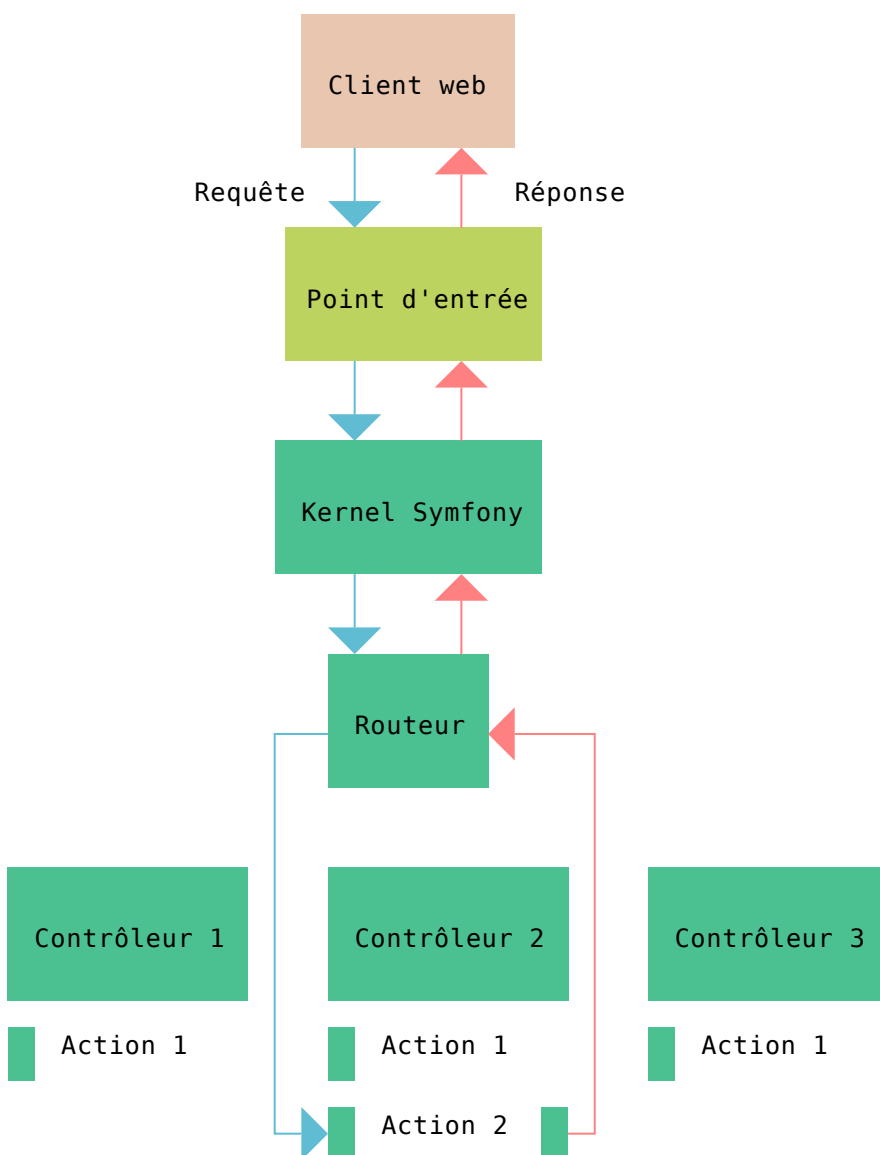 Client web
Requête
Réponse
Point d'entrée
Kernel Symfony
Routeur
Contrôleur 1
Contrôleur 2
Contrôleur 3
Action 1
Action 1
Action 1
Action 2